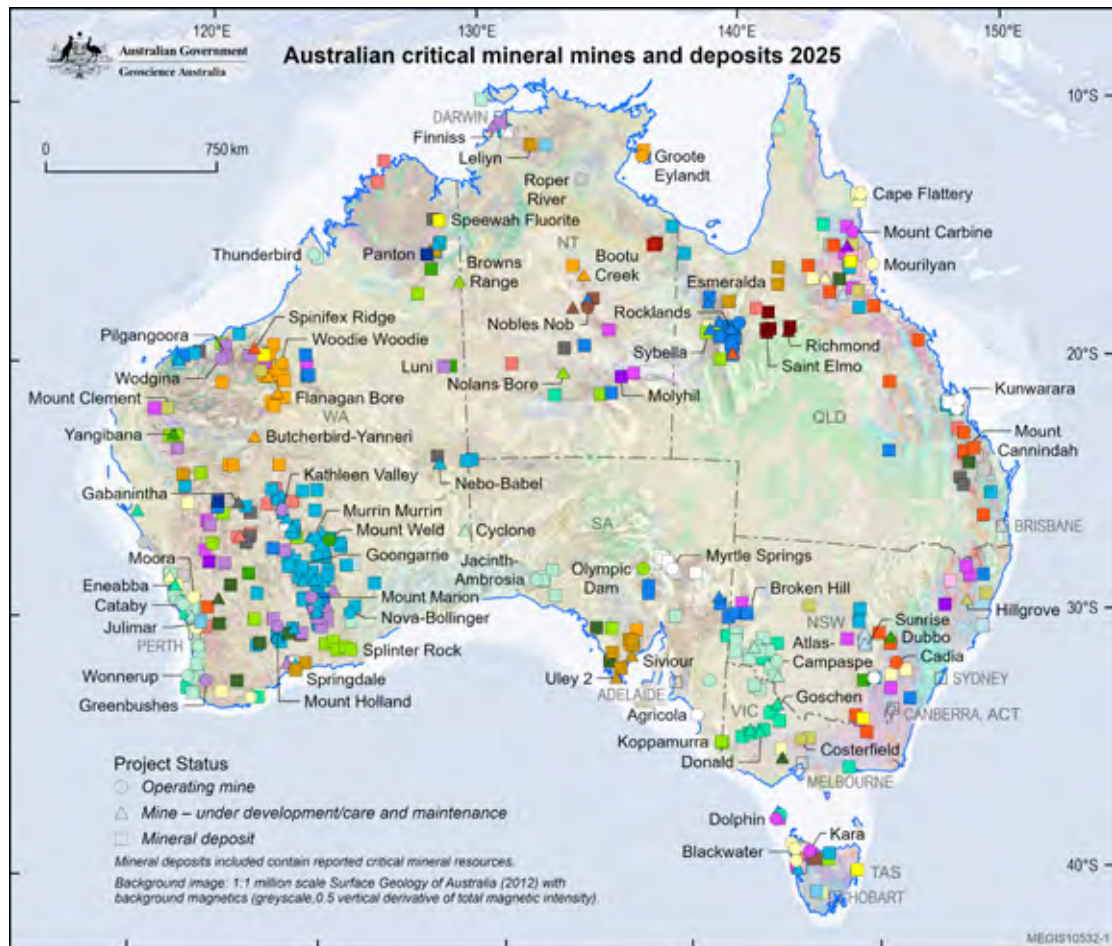 120°E
130°E
140°E
150°E
Australian Government
Geoscience Australia
Australian critical mineral mines and deposits 2025
10°S
DARWIN
Finniss
0
750 km
Leliyn
Groote
Eylandt
Roper
River
Cape Flattery
Speewah Fluorite
Mount Carbine
Thunderbird
Panton
NT
Browns
Range
Bootu
Creek
Mourilyan
Esmeralda
Spinifex Ridge
Rocklands
Pilgangoora
Woodie Woodie
Nobles Nob
Richmond
20°S
Wodgina
Luni
Sybella
Saint Elmo
Nolans Bore
Kunwarara
Mount Clement
Flanagan Bore
Molyhil
WA
QLD
Yangibana
Butcherbird-Yanneri
Mount
Cannindah
Kathleen Valley
Gabanintha
Nebo-Babel
Murrin Murrin
BRISBANE
Mount Weld
Cyclone
SA
Goongarrie
Jacinth-
Ambrosia
Myrtle Springs
Moora
Olympic
Dam
Eneabba
Broken Hill
Mount Marion
Hillgrove
30°S
Cataby
NSW
Sunrise
Julimar
Nova-Bollinger
Dubbo
PERTH
Atlas-
Campaspe
Cadia
Splinter Rock
Siviour
Wonnerup
Springdale
Uley 2
SYDNEY
ADELAIDE
Goschen
Greenbushes
Mount Holland
CANBERRA, ACT
Agricola
VIC
Koppamurra
Costerfield
Donald
Project Status
MELBOURNE
Operating mine
Mine – under development/care and maintenance
Dolphin
Mineral deposit
Kara
Blackwater
Mineral deposits included contain reported critical mineral resources.
TAS
40°S
Background image: 1:1 million scale Surface Geology of Australia (2012) with
background magnetics (greyscale,0.5 vertical derivative of total magnetic intensity)
HOBART
MEGIS10532-1